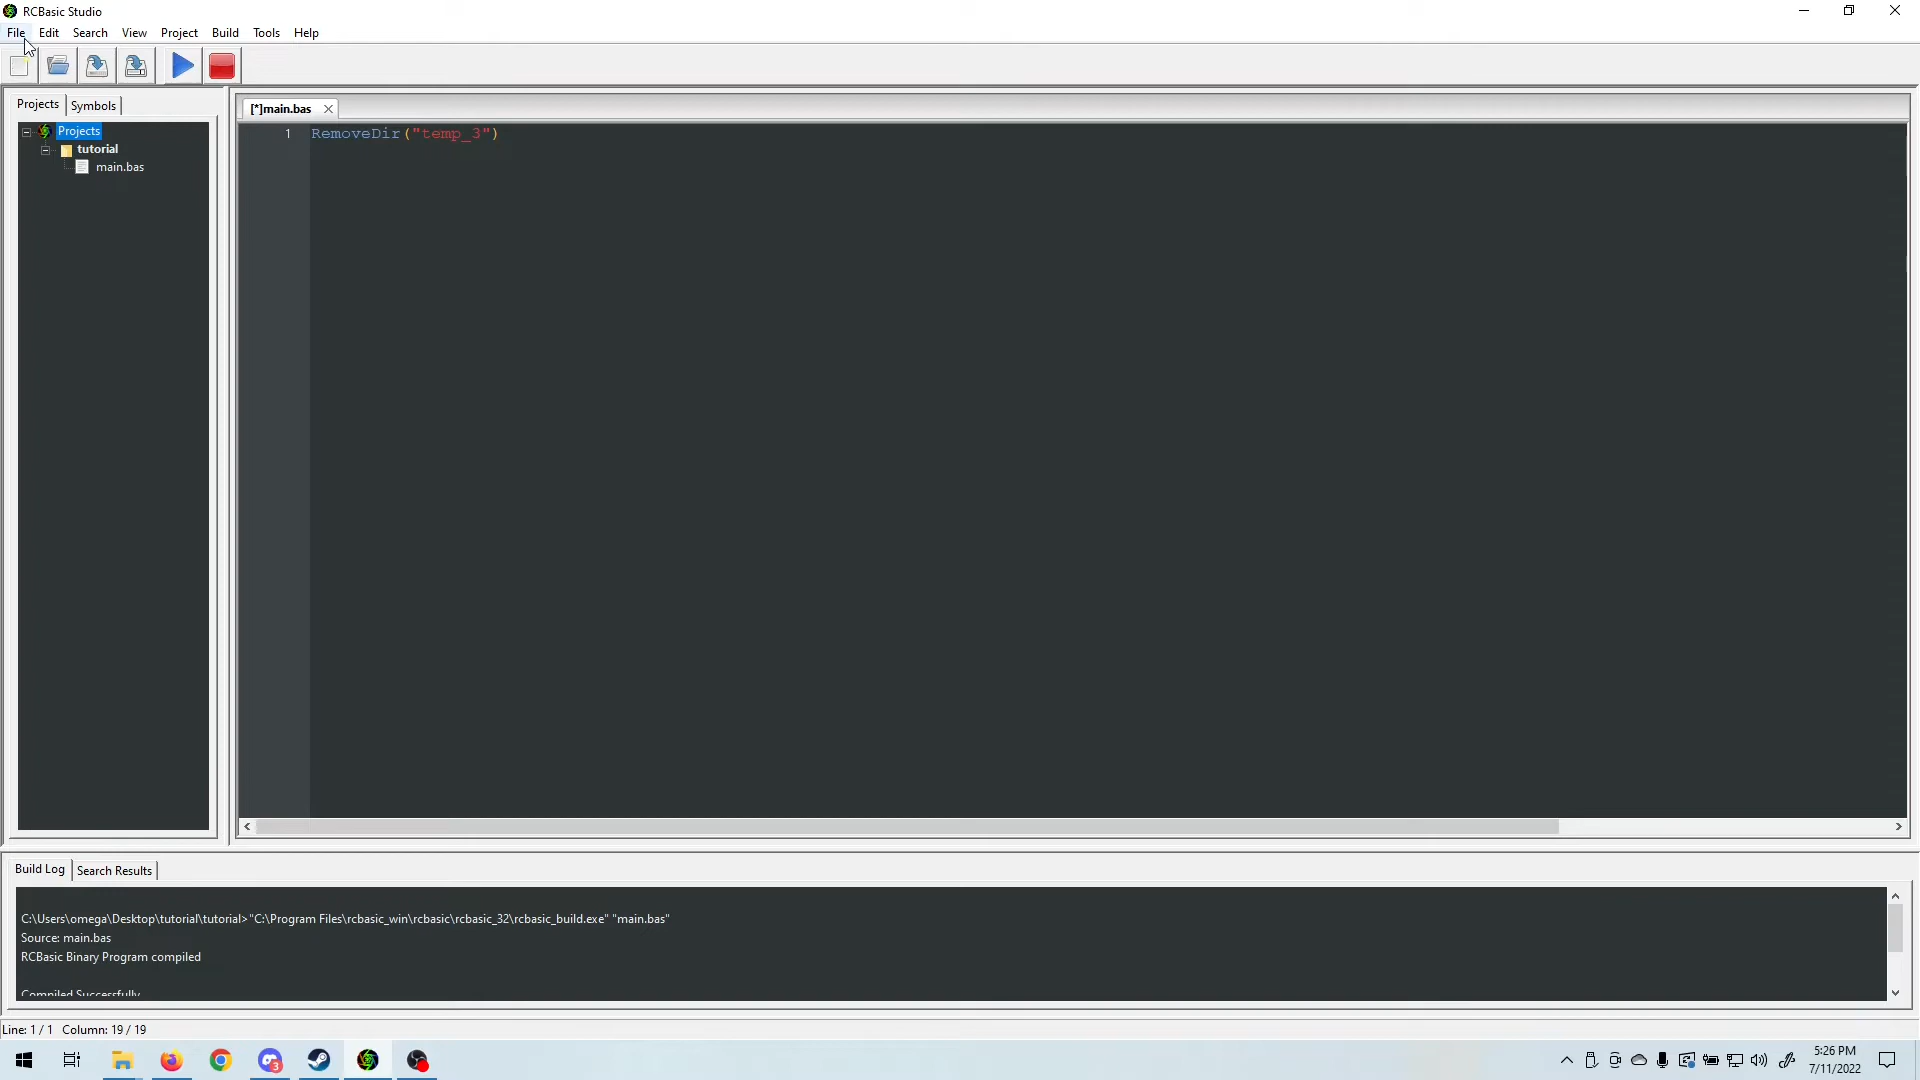 RCBasic Studio
File Edit Search View Project Build Tools Help
Projects Symbols
[*]main.bas
Projects
tutorial
main.bas
1 RemoveDir("temp_3")
Build Log Search Results
C:\Users\omega\Desktop\tutorial\tutorial>"C:\Program Files\rcbasic_win\rcbasic\rcbasic_32\rcbasic_build.exe" "main.bas"
Source: main.bas
RCBasic Binary Program compiled
Compiled Successfully
Line: 1 / 1 Column: 19 / 19
3
5:26 PM
7/11/2022